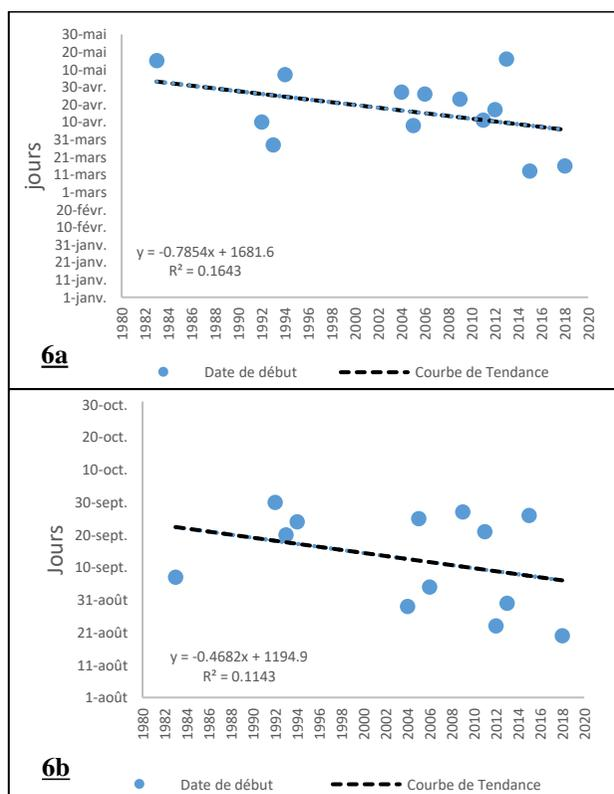 30-mai
20-mai
10-mai
30-avr.
20-avr.
10-avr.
31-mars
21-mars
11-mars
1-mars
20-févr.
10-févr.
31-janv.
21-janv.
11-janv.
1-janv.
jours
y = -0.7854x + 1681.6
R² = 0.1643
1980 1982 1984 1986 1988 1990 1992 1994 1996 1998 2000 2002 2004 2006 2008 2010 2012 2014 2016 2018 2020
6a
Date de début Courbe de Tendance
30-oct.
20-oct.
10-oct.
30-sept.
20-sept.
10-sept.
31-août
21-août
11-août
1-août
Jours
y = -0.4682x + 1194.9
R² = 0.1143
1980 1982 1984 1986 1988 1990 1992 1994 1996 1998 2000 2002 2004 2006 2008 2010 2012 2014 2016 2018 2020
6b
Date de début Courbe de Tendance